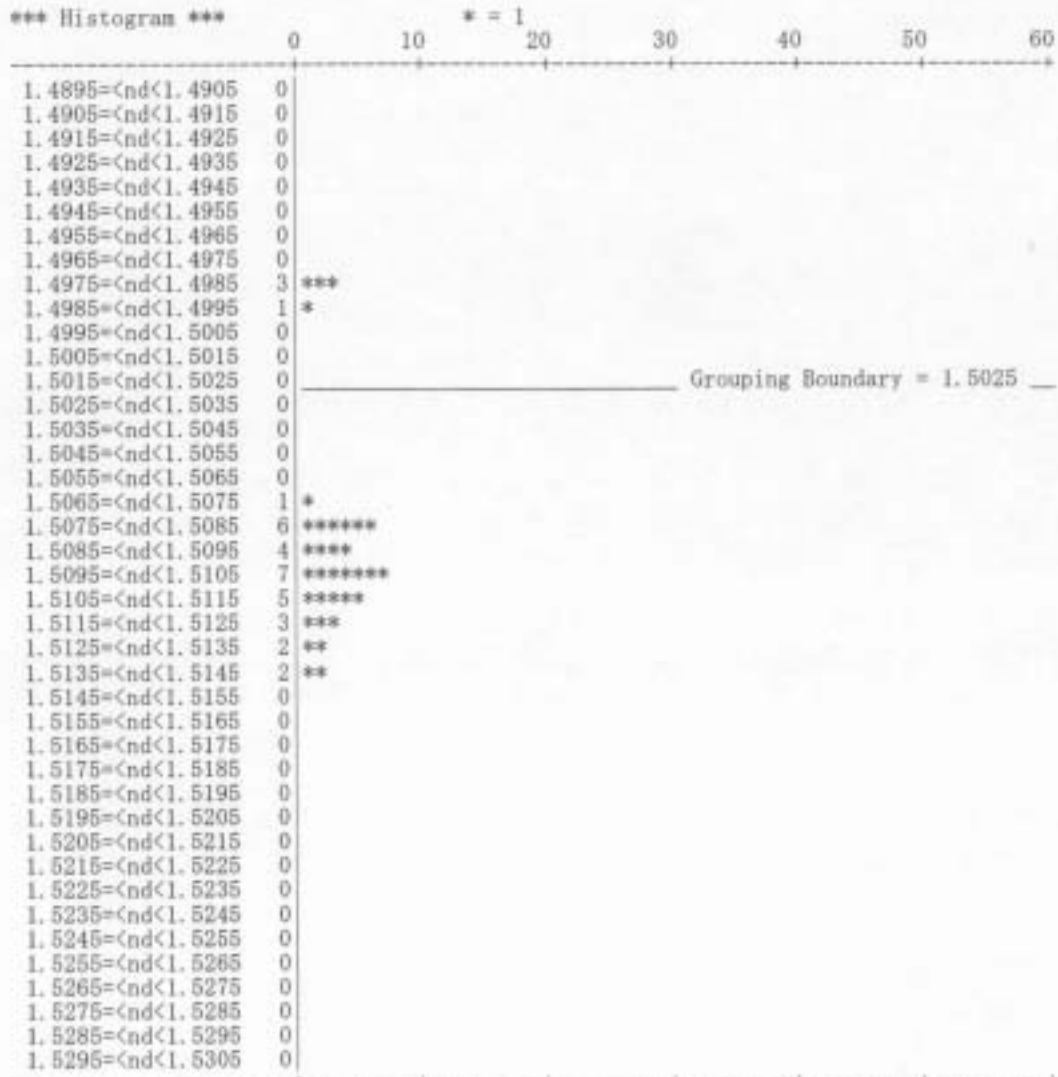 *** Histogram *** * = 1
0 10 20 30 40 50 60
1.4895=<nd<1.4905 0
1.4905=<nd<1.4915 0
1.4915=<nd<1.4925 0
1.4925=<nd<1.4935 0
1.4935=<nd<1.4945 0
1.4945=<nd<1.4955 0
1.4955=<nd<1.4965 0
1.4965=<nd<1.4975 0
1.4975=<nd<1.4985 3 ***
1.4985=<nd<1.4995 1 *
1.4995=<nd<1.5005 0
1.5005=<nd<1.5015 0
1.5015=<nd<1.5025 0 Grouping Boundary = 1.5025
1.5025=<nd<1.5035 0
1.5035=<nd<1.5045 0
1.5045=<nd<1.5055 0
1.5055=<nd<1.5065 0
1.5065=<nd<1.5075 1 *
1.5075=<nd<1.5085 6 ******
1.5085=<nd<1.5095 4 ****
1.5095=<nd<1.5105 7 *******
1.5105=<nd<1.5115 5 *****
1.5115=<nd<1.5125 3 ***
1.5125=<nd<1.5135 2 **
1.5135=<nd<1.5145 2 **
1.5145=<nd<1.5155 0
1.5155=<nd<1.5165 0
1.5165=<nd<1.5175 0
1.5175=<nd<1.5185 0
1.5185=<nd<1.5195 0
1.5195=<nd<1.5205 0
1.5205=<nd<1.5215 0
1.5215=<nd<1.5225 0
1.5225=<nd<1.5235 0
1.5235=<nd<1.5245 0
1.5245=<nd<1.5255 0
1.5255=<nd<1.5265 0
1.5265=<nd<1.5275 0
1.5275=<nd<1.5285 0
1.5285=<nd<1.5295 0
1.5295=<nd<1.5305 0